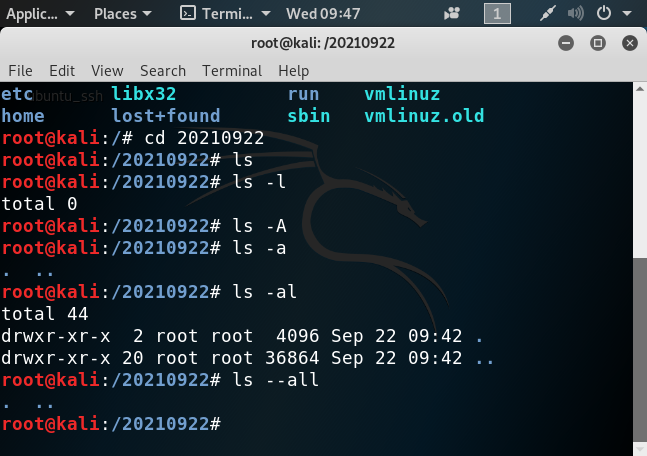 Applic... Places Termi... Wed 09:47 1
root@kali: /20210922
File Edit View Search Terminal Help
ubuntu_ssh
etc libx32 run vmlinuz
home lost+found sbin vmlinuz.old
root@kali:/# cd 20210922
root@kali:/20210922# ls
root@kali:/20210922# ls -l
total 0
root@kali:/20210922# ls -A
root@kali:/20210922# ls -a
. ..
root@kali:/20210922# ls -al
total 44
drwxr-xr-x 2 root root 4096 Sep 22 09:42 .
drwxr-xr-x 20 root root 36864 Sep 22 09:42 ..
root@kali:/20210922# ls --all
. ..
root@kali:/20210922#